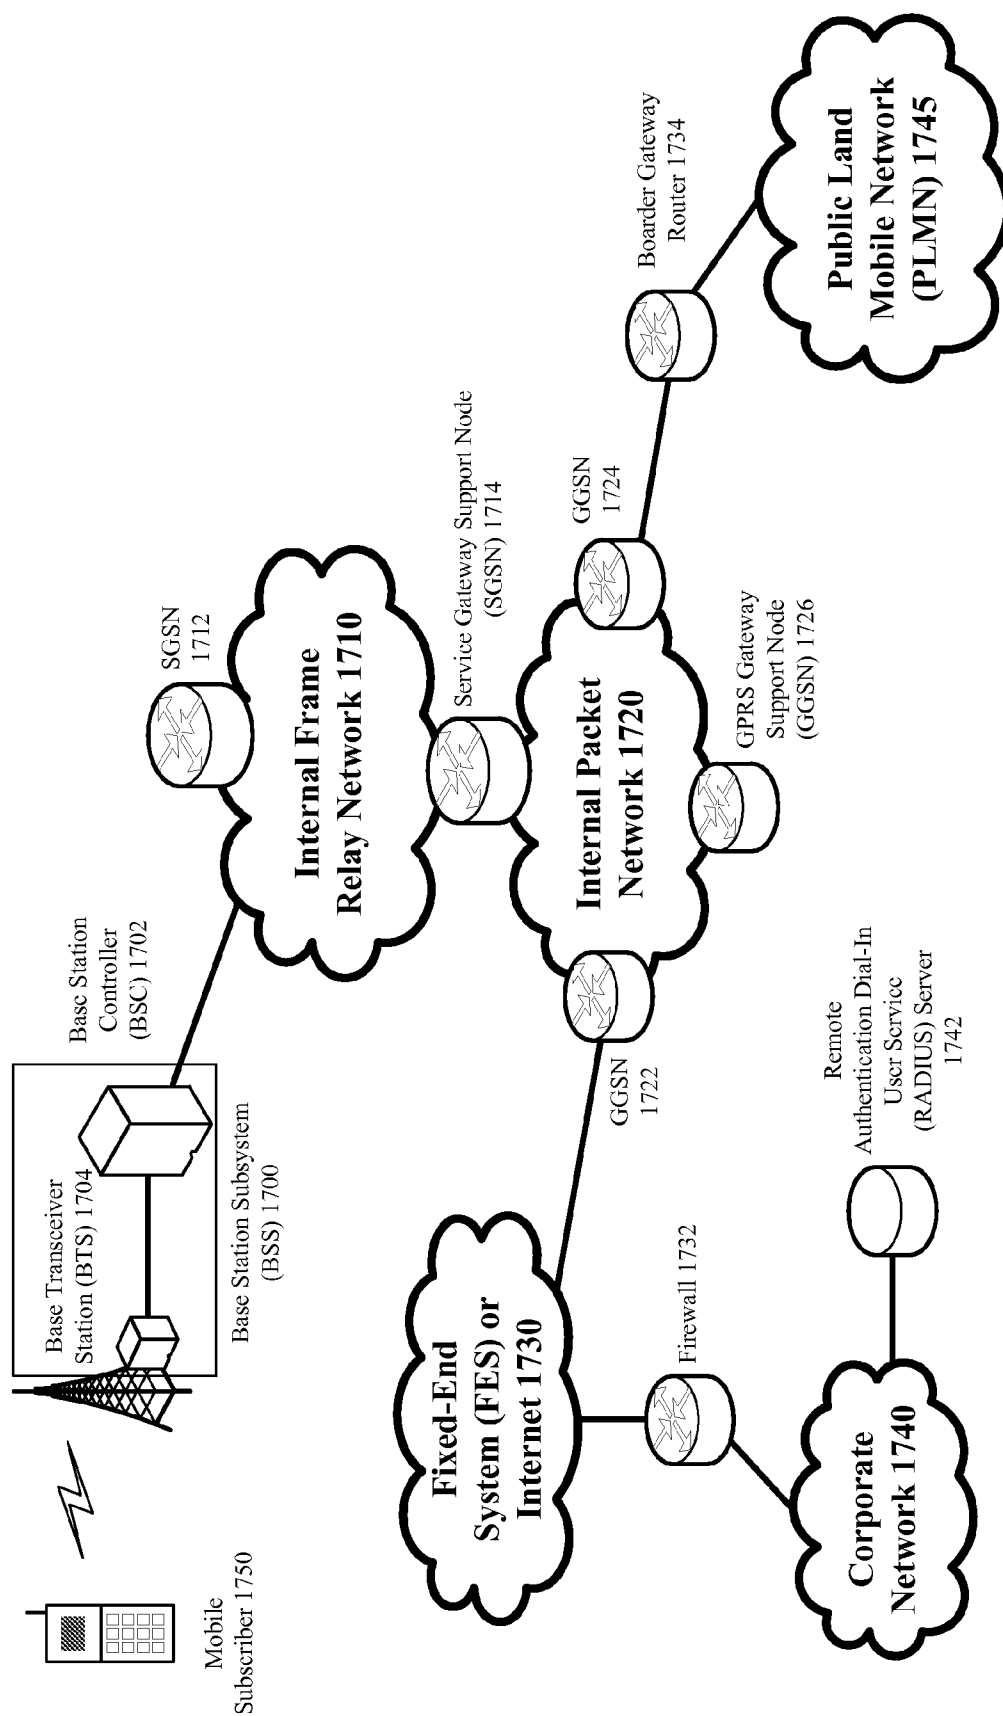 Mobile
Subscriber 1750
Base Transceiver
Station (BTS) 1704
Base Station Subsystem
(BSS) 1700
Base Station
Controller
(BSC) 1702
SGSN
1712
Internal Frame
Relay Network 1710
Service Gateway Support Node
(SGSN) 1714
Fixed-End
System (FES) or
Internet 1730
GGSN
1722
Internal Packet
Network 1720
GGSN
1724
Boarder Gateway
Router 1734
Firewall 1732
GPRS Gateway
Support Node
(GGSN) 1726
Corporate
Network 1740
Remote
Authentication Dial-In
User Service
(RADIUS) Server
1742
Public Land
Mobile Network
(PLMN) 1745